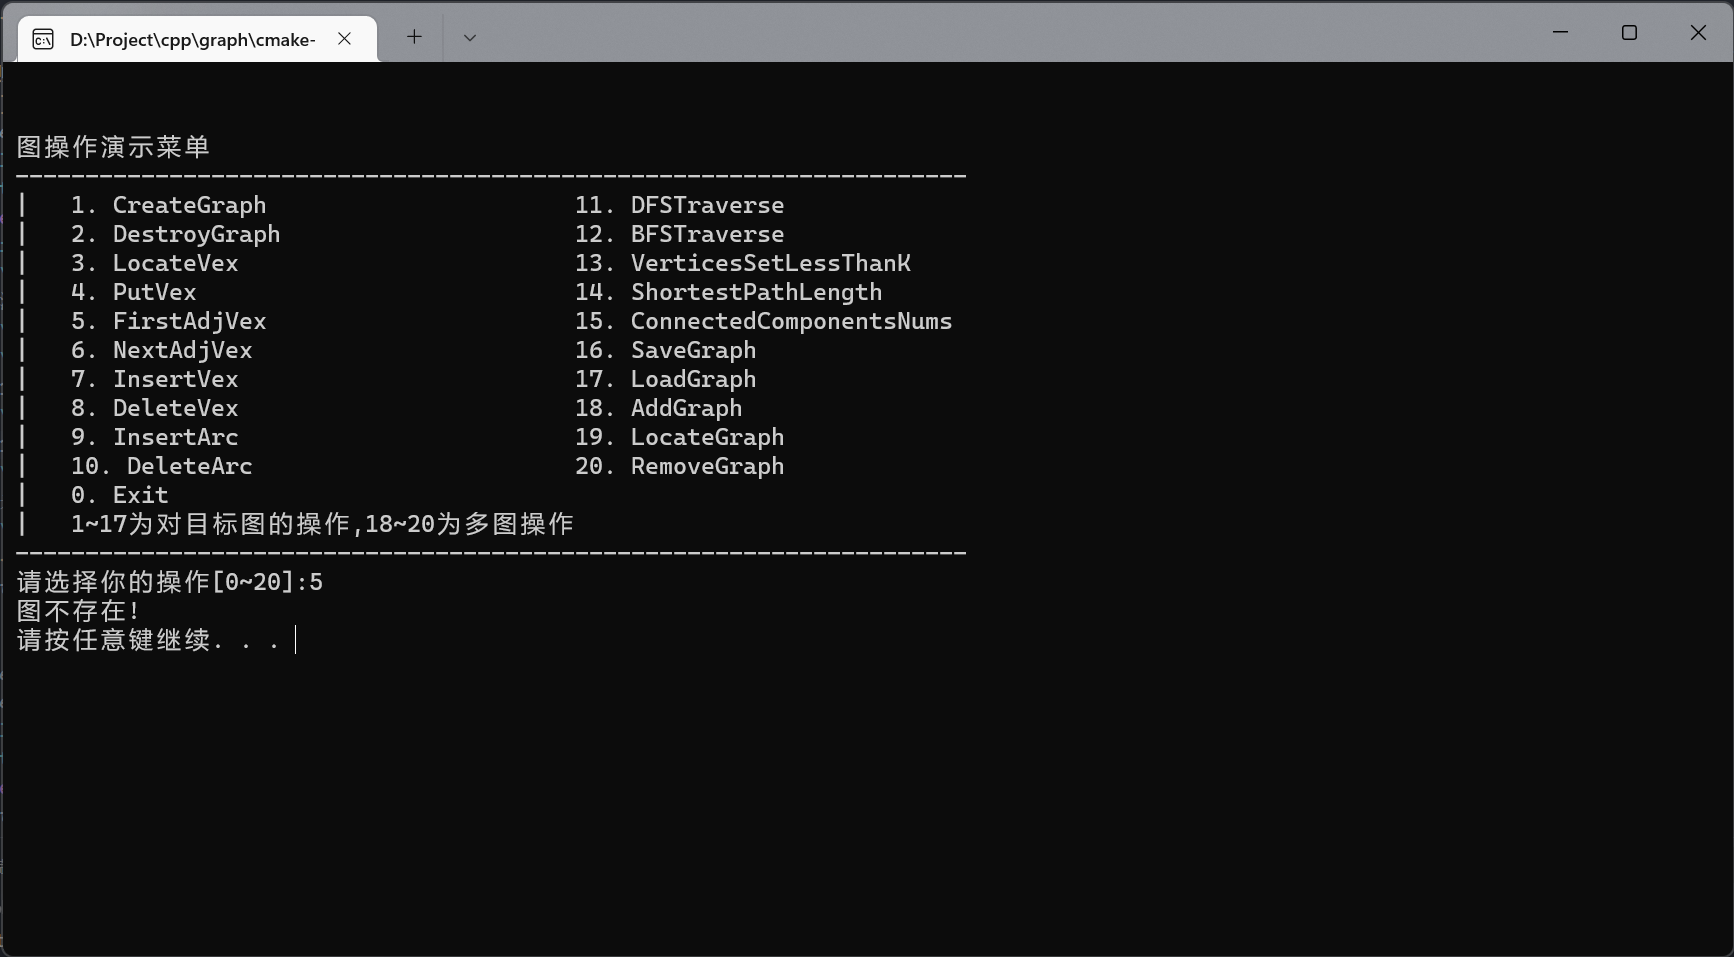 D:\Project\cpp\graph\cmake-
图操作演示菜单
--------------------------------------------------------------------
|   1. CreateGraph                      11. DFSTraverse
|   2. DestroyGraph                     12. BFSTraverse
|   3. LocateVex                        13. VerticesSetLessThanK
|   4. PutVex                           14. ShortestPathLength
|   5. FirstAdjVex                      15. ConnectedComponentsNums
|   6. NextAdjVex                       16. SaveGraph
|   7. InsertVex                        17. LoadGraph
|   8. DeleteVex                        18. AddGraph
|   9. InsertArc                        19. LocateGraph
|   10. DeleteArc                       20. RemoveGraph
|   0. Exit
|   1~17为对目标图的操作,18~20为多图操作
--------------------------------------------------------------------
请选择你的操作[0~20]:5
图不存在!
请按任意键继续. . .